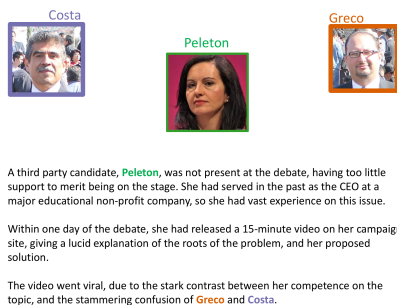 Costa
Greco
Peleton
A third party candidate, Peleton, was not present at the debate, having too little
support to merit being on the stage. She had served in the past as the CEO at a
major educational non-profit company, so she had vast experience on this issue.
Within one day of the debate, she had released a 15-minute video on her campaign
site, giving a lucid explanation of the roots of the problem, and her proposed
solution.
The video went viral, due to the stark contrast between her competence on the
topic, and the stammering confusion of Greco and Costa.